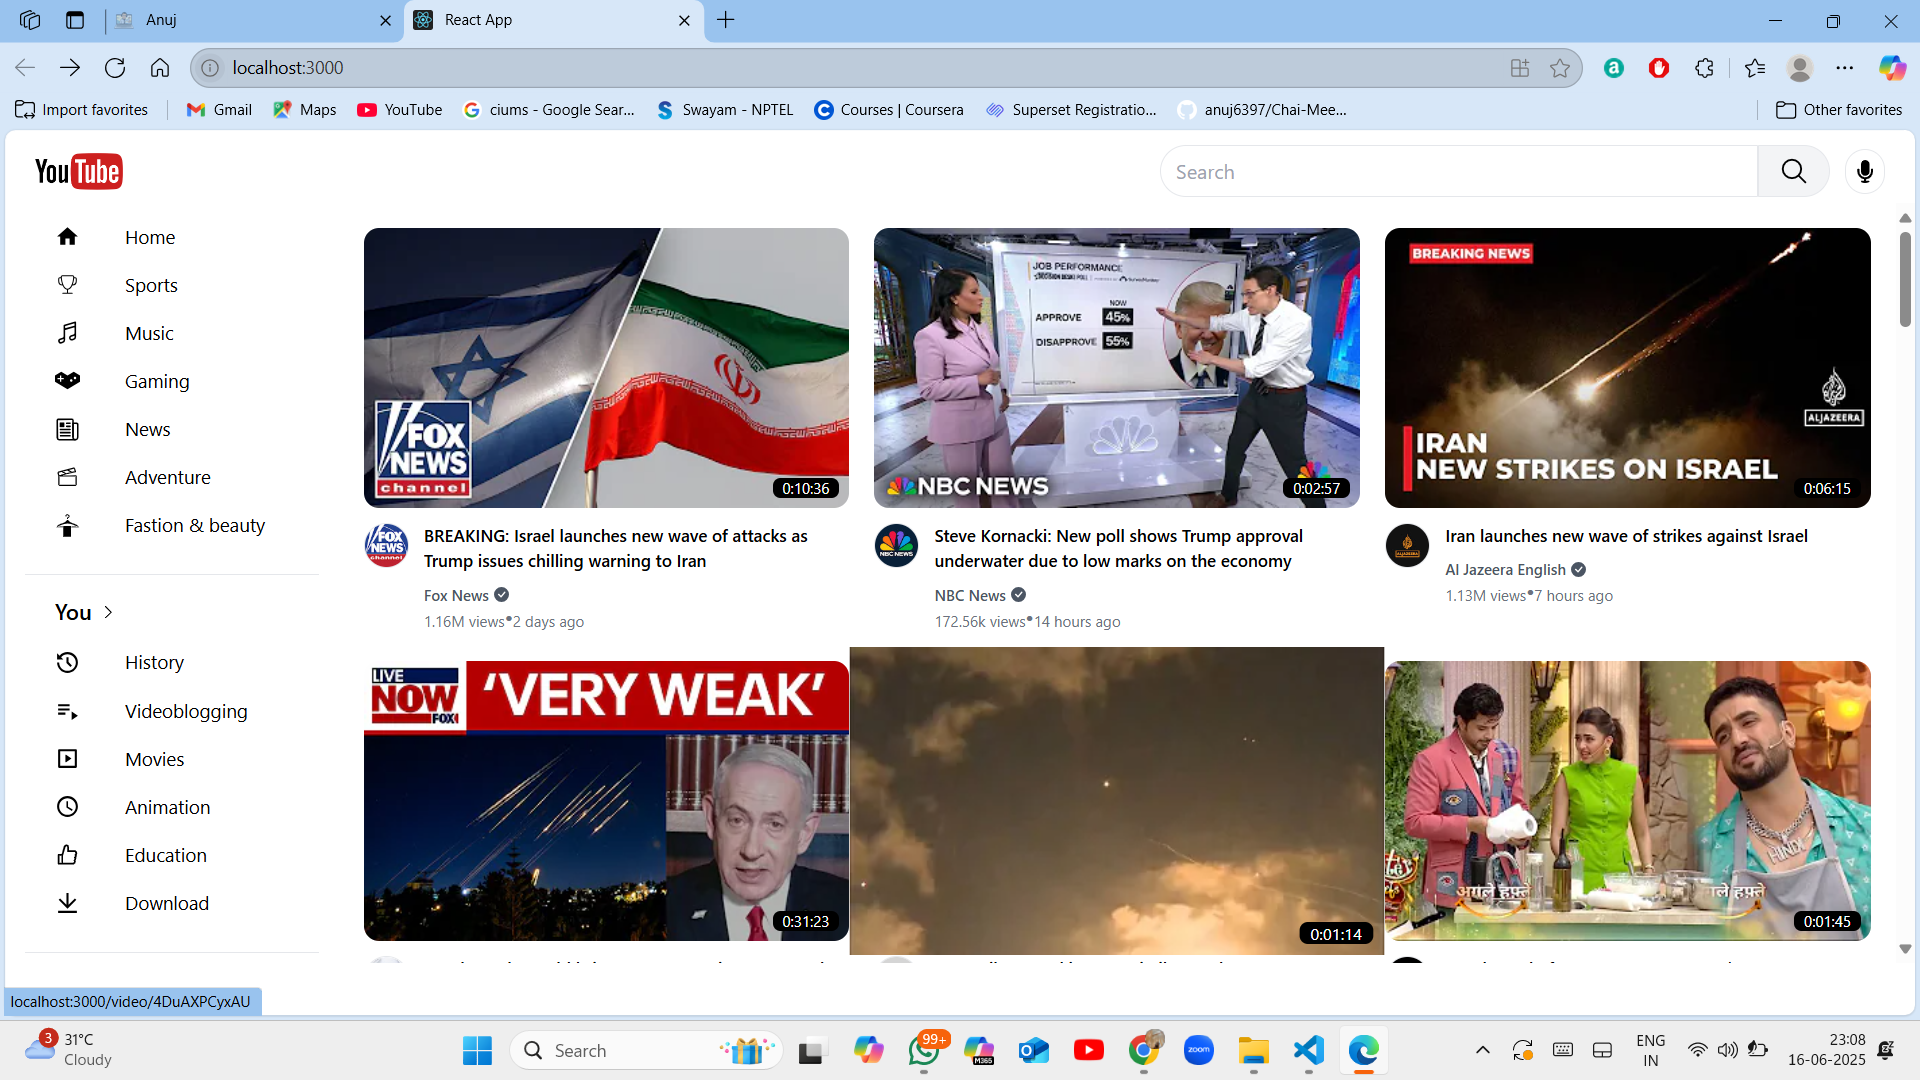 Anuj
React App
localhost:3000
Import favorites
Gmail
Maps
YouTube
ciums - Google Sear...
Swayam - NPTEL
Courses | Coursera
Superset Registratio...
anuj6397/Chai-Mee...
Other favorites
YouTube
Search
Home
Sports
Music
Gaming
News
Adventure
Fastion & beauty
You
History
Videoblogging
Movies
Animation
Education
Download
FOX
NEWS
channel
0:10:36
BREAKING: Israel launches new wave of attacks as
Trump issues chilling warning to Iran
Fox News
1.16M views•2 days ago
JOB PERFORMANCE
NOW
APPROVE 45%
DISAPPROVE 55%
NBC NEWS
0:02:57
Steve Kornacki: New poll shows Trump approval
underwater due to low marks on the economy
NBC News
172.56k views•14 hours ago
BREAKING NEWS
ALJAZEERA
IRAN
NEW STRIKES ON ISRAEL
0:06:15
Iran launches new wave of strikes against Israel
Al Jazeera English
1.13M views•7 hours ago
LIVE
NOW
FOX
‘VERY WEAK’
0:31:23
0:01:14
HINDX
अगले हफ़्ते
गले हफ़्ते
0:01:45
localhost:3000/video/4DuAXPCyxAU
3
31°C
Cloudy
Search
99+
M365
zoom
ENG
IN
23:08
16-06-2025